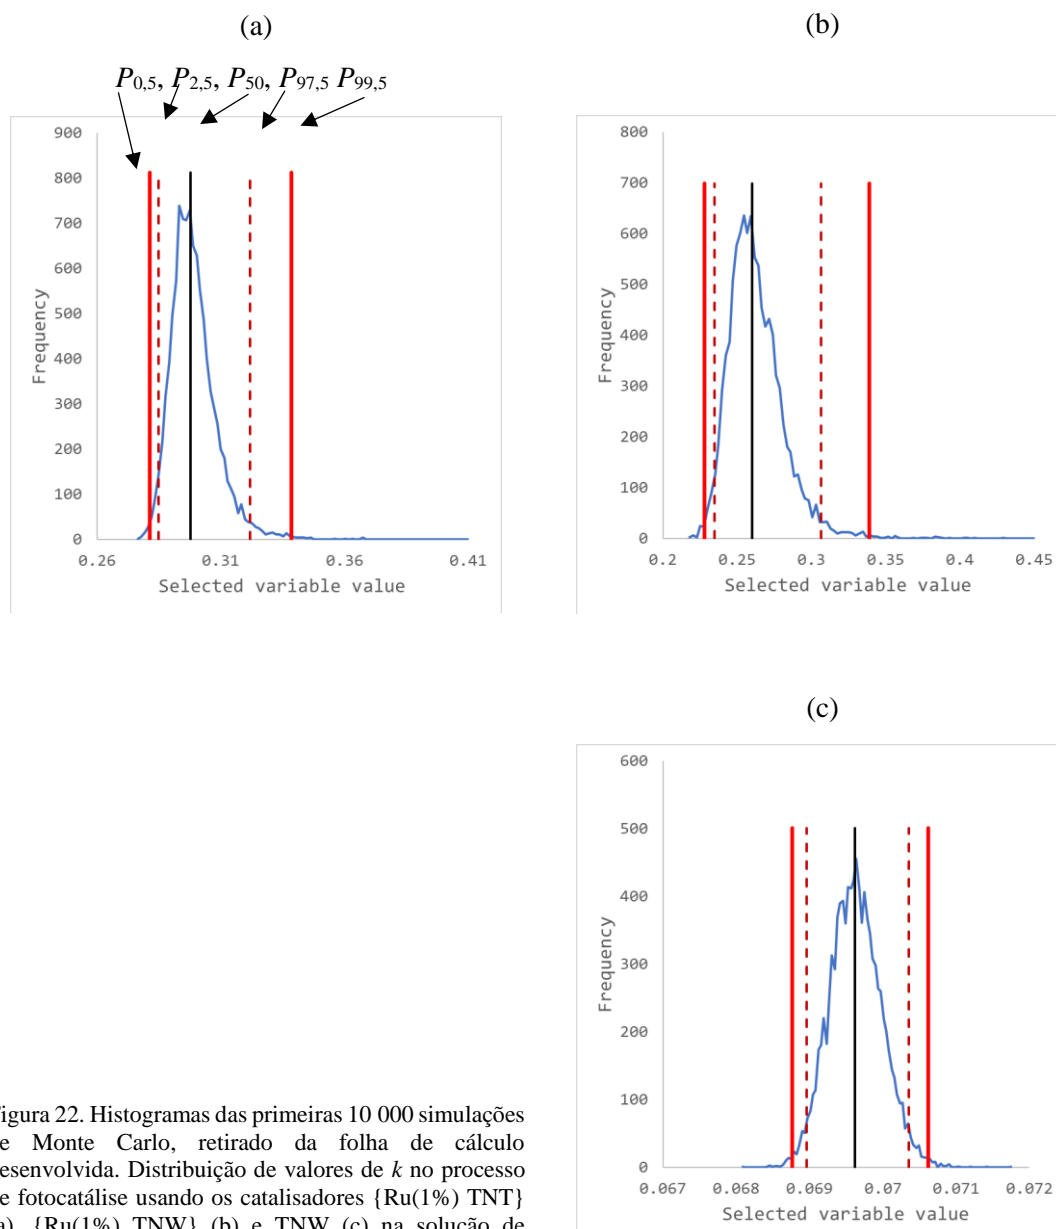 (a)
P0,5, P2,5, P50, P97,5 P99,5
900
800
700
600
500
400
300
200
100
0
Frequency
0.26 0.31 0.36 0.41
Selected variable value
(b)
800
700
600
500
400
300
200
100
0
Frequency
0.2 0.25 0.3 0.35 0.4 0.45
Selected variable value
(c)
600
500
400
300
200
100
0
Frequency
0.067 0.068 0.069 0.07 0.071 0.072
Selected variable value
igura 22. Histogramas das primeiras 10 000 simulações
e Monte Carlo, retirado da folha de cálculo
esenvolvida. Distribuição de valores de k no processo
e fotocatálise usando os catalisadores {Ru(1%) TNT}
a), {Ru(1%) TNW} (b) e TNW (c) na solução de